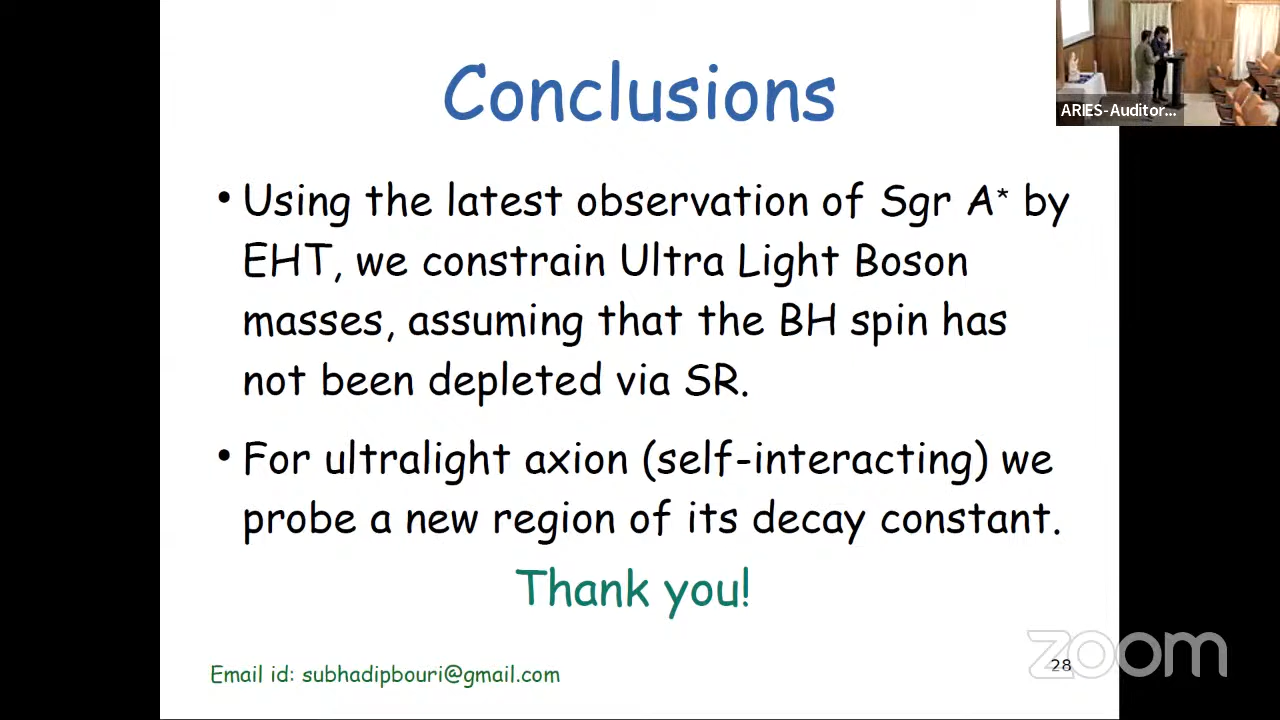 Conclusions
ARIES-Auditor...
• Using the latest observation of Sgr A* by
EHT, we constrain Ultra Light Boson
masses, assuming that the BH spin has
not been depleted via SR.
• For ultralight axion (self-interacting) we
probe a new region of its decay constant.
Thank you!
Email id: subhadipbouri@gmail.com
28
zoom